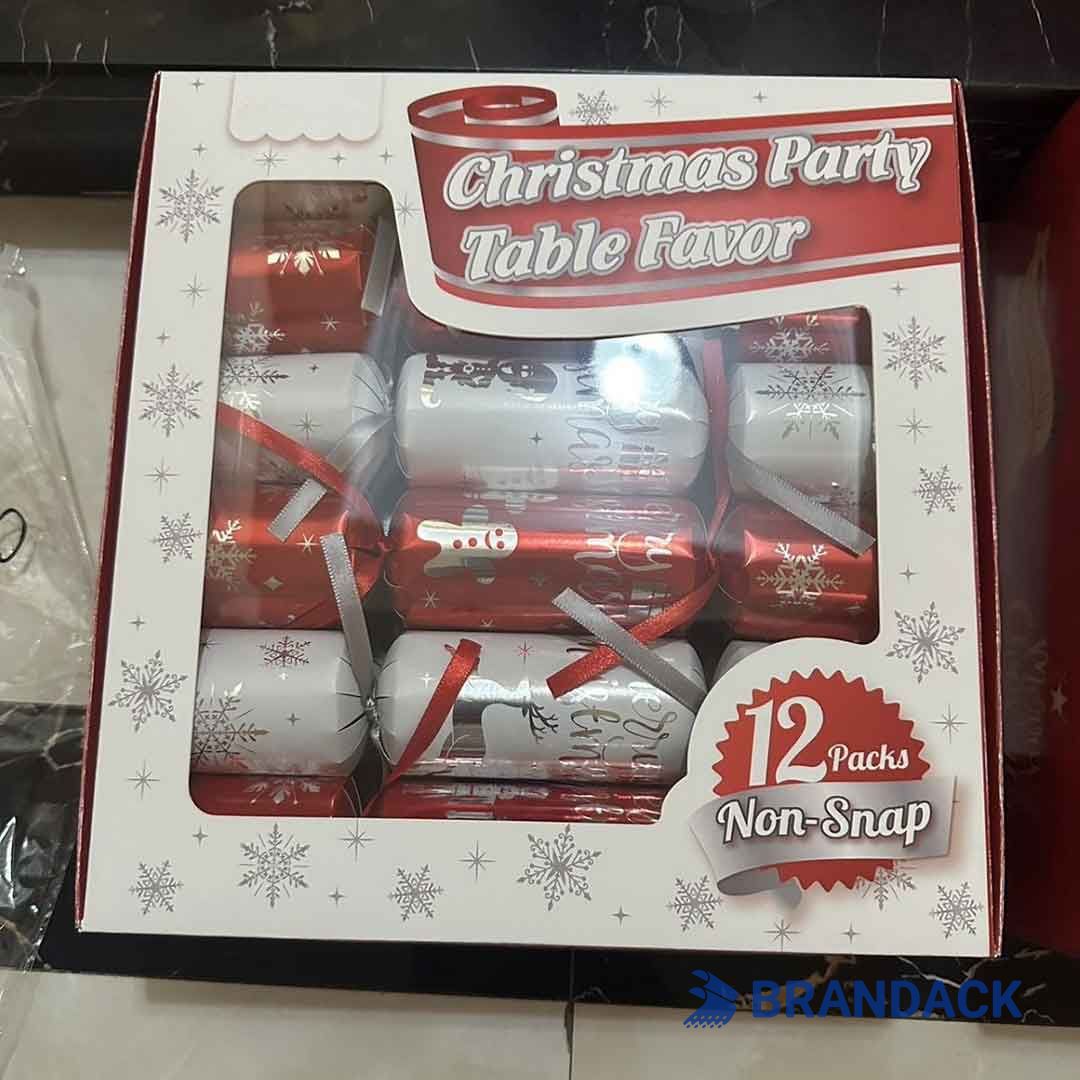 Christmas Party
Table Favor
12
Packs
Non-Snap
BRANDACK